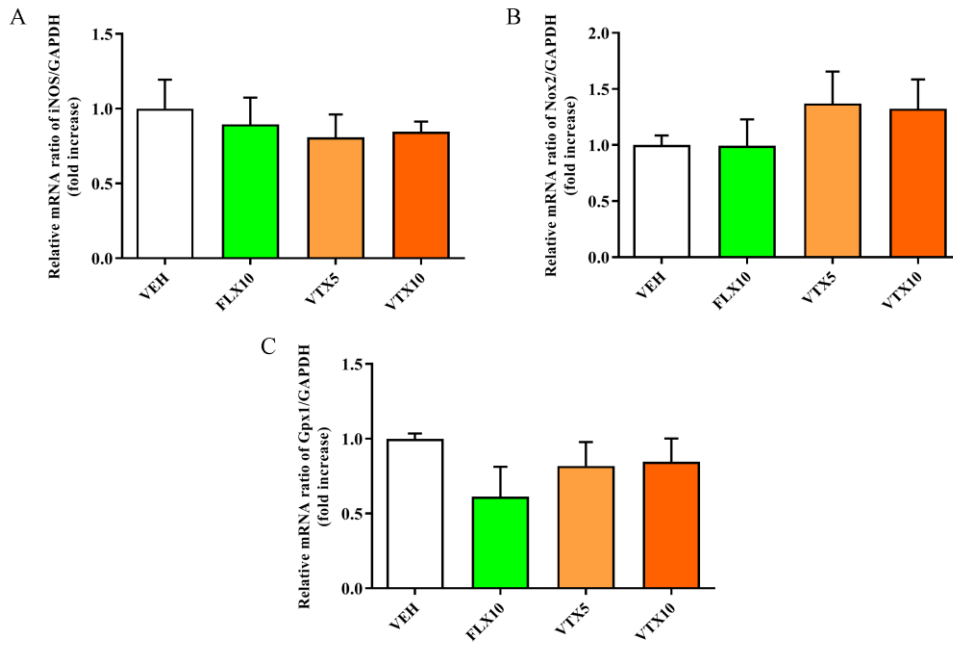 A
Relative mRNA ratio of iNOS/GAPDH
(fold increase)
1.5
1.0
0.5
0.0
VEH
FLX10
VTX5
VTX10
B
Relative mRNA ratio of Nox2/GAPDH
(fold increase)
2.0
1.5
1.0
0.5
0.0
VEH
FLX10
VTX5
VTX10
C
Relative mRNA ratio of Gpx1/GAPDH
(fold increase)
1.5
1.0
0.5
0.0
VEH
FLX10
VTX5
VTX10